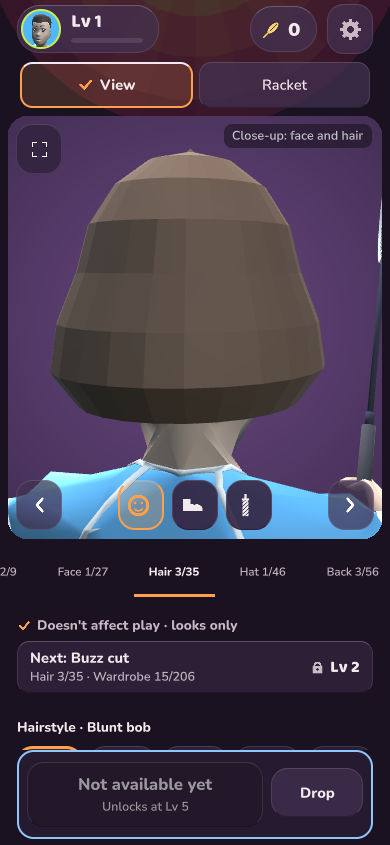 Lv 1
0
View
Racket
Close-up: face and hair
2/9
Face 1/27
Hair 3/35
Hat 1/46
Back 3/56
Doesn't affect play · looks only
Next: Buzz cut
Hair 3/35 · Wardrobe 15/206
Lv 2
Hairstyle · Blunt bob
Not available yet
Unlocks at Lv 5
Drop